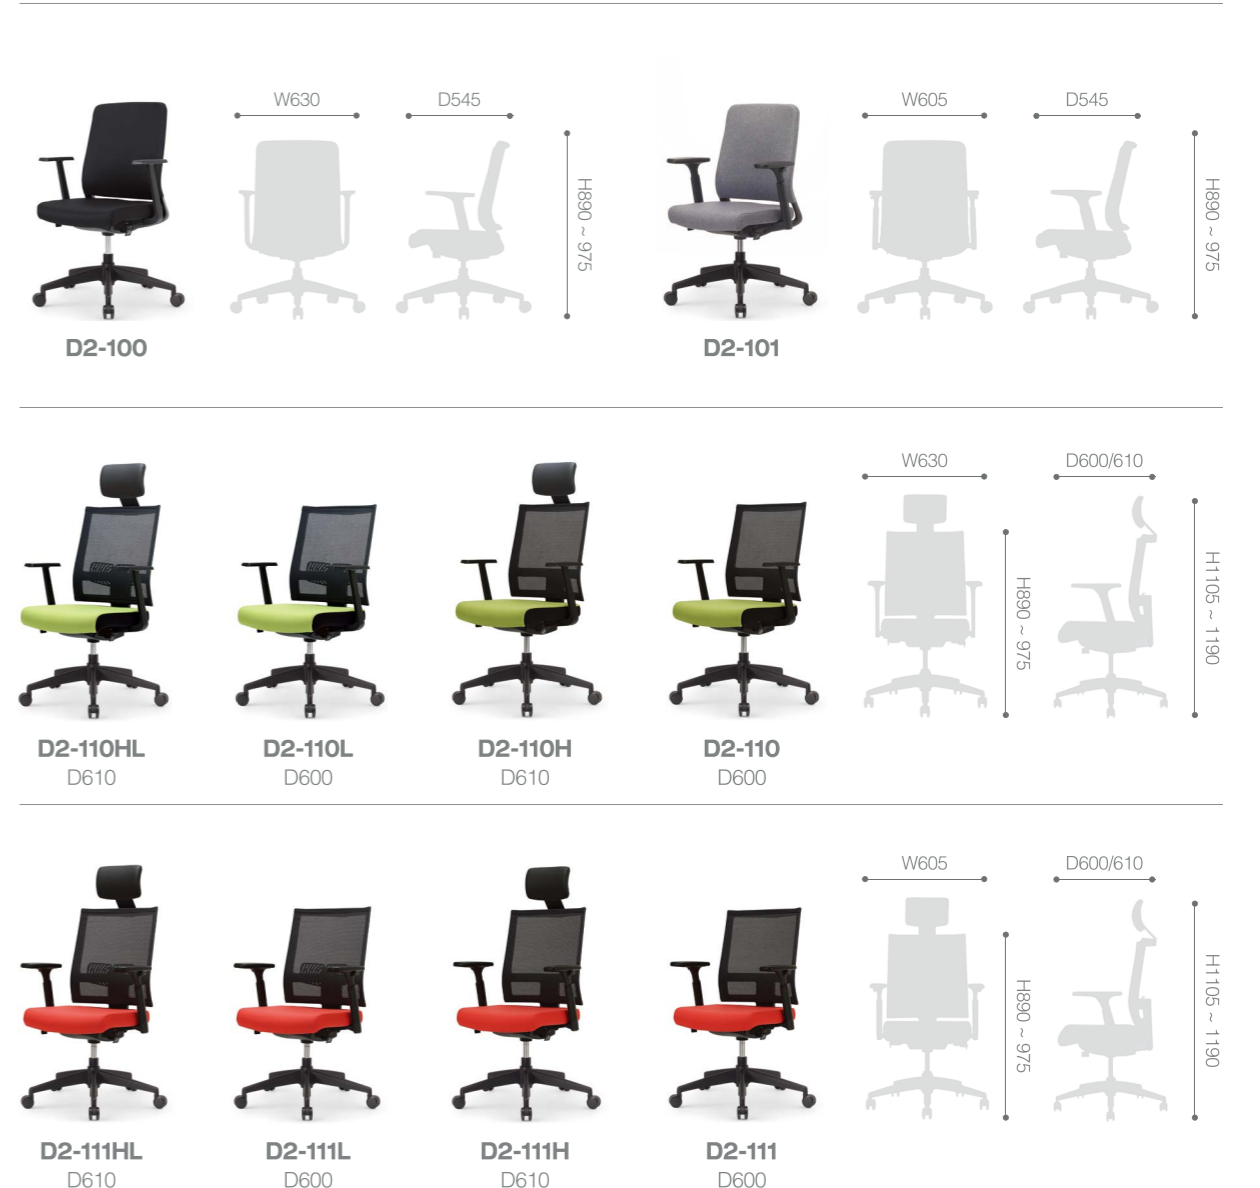 W630
D545
H890 ~ 975
D2-100
W605
D545
H890 ~ 975
D2-101
W630
D600/610
H890 ~ 975
H1105 ~ 1190
D2-110HL
D610
D2-110L
D600
D2-110H
D610
D2-110
D600
W605
D600/610
H890 ~ 975
H1105 ~ 1190
D2-111HL
D610
D2-111L
D600
D2-111H
D610
D2-111
D600